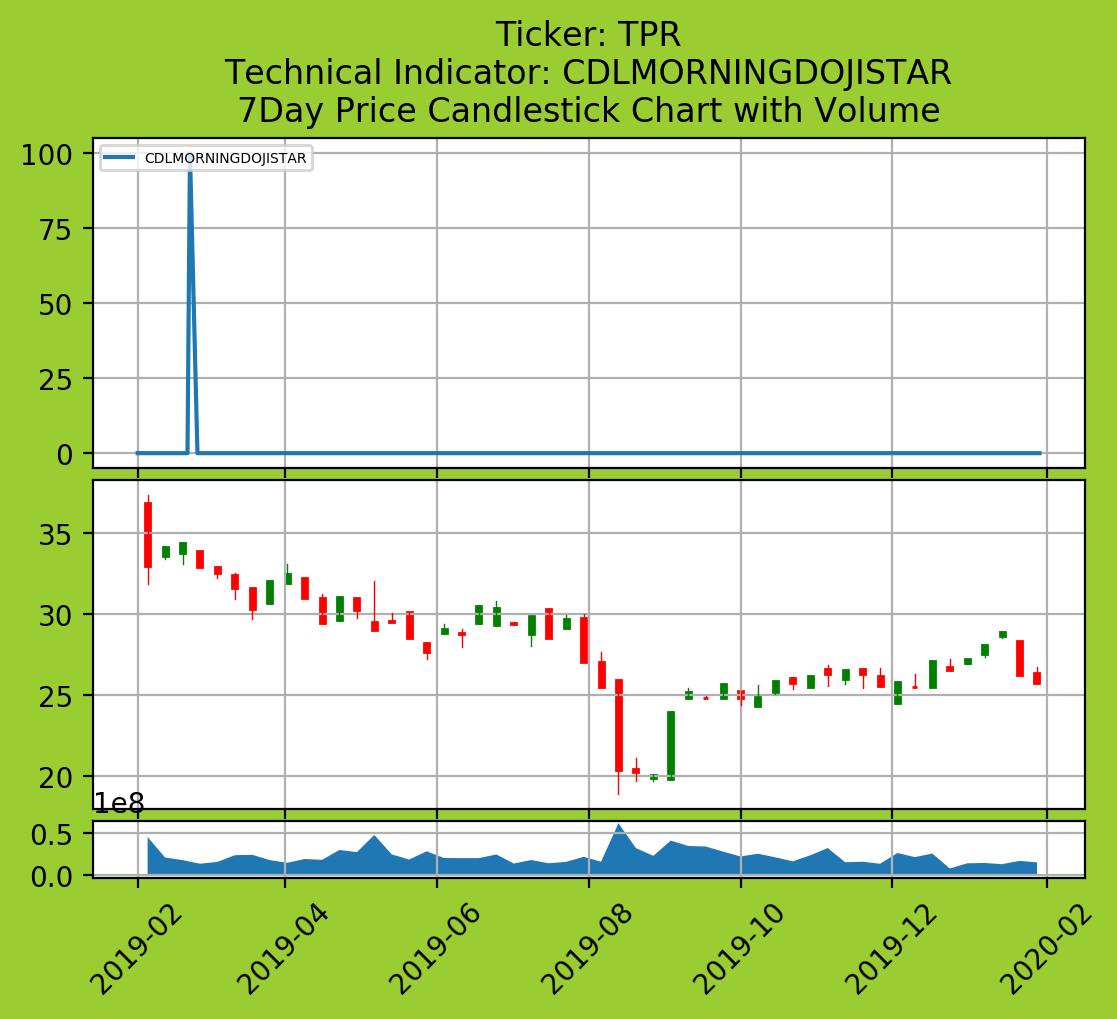 Ticker: TPR
Technical Indicator: CDLMORNINGDOJISTAR
7Day Price Candlestick Chart with Volume
CDLMORNINGDOJISTAR
100
75
50
25
0
35
30
25
20
1e8
0.5
0.0
2019-02 2019-04 2019-06 2019-08 2019-10 2019-12 2020-02